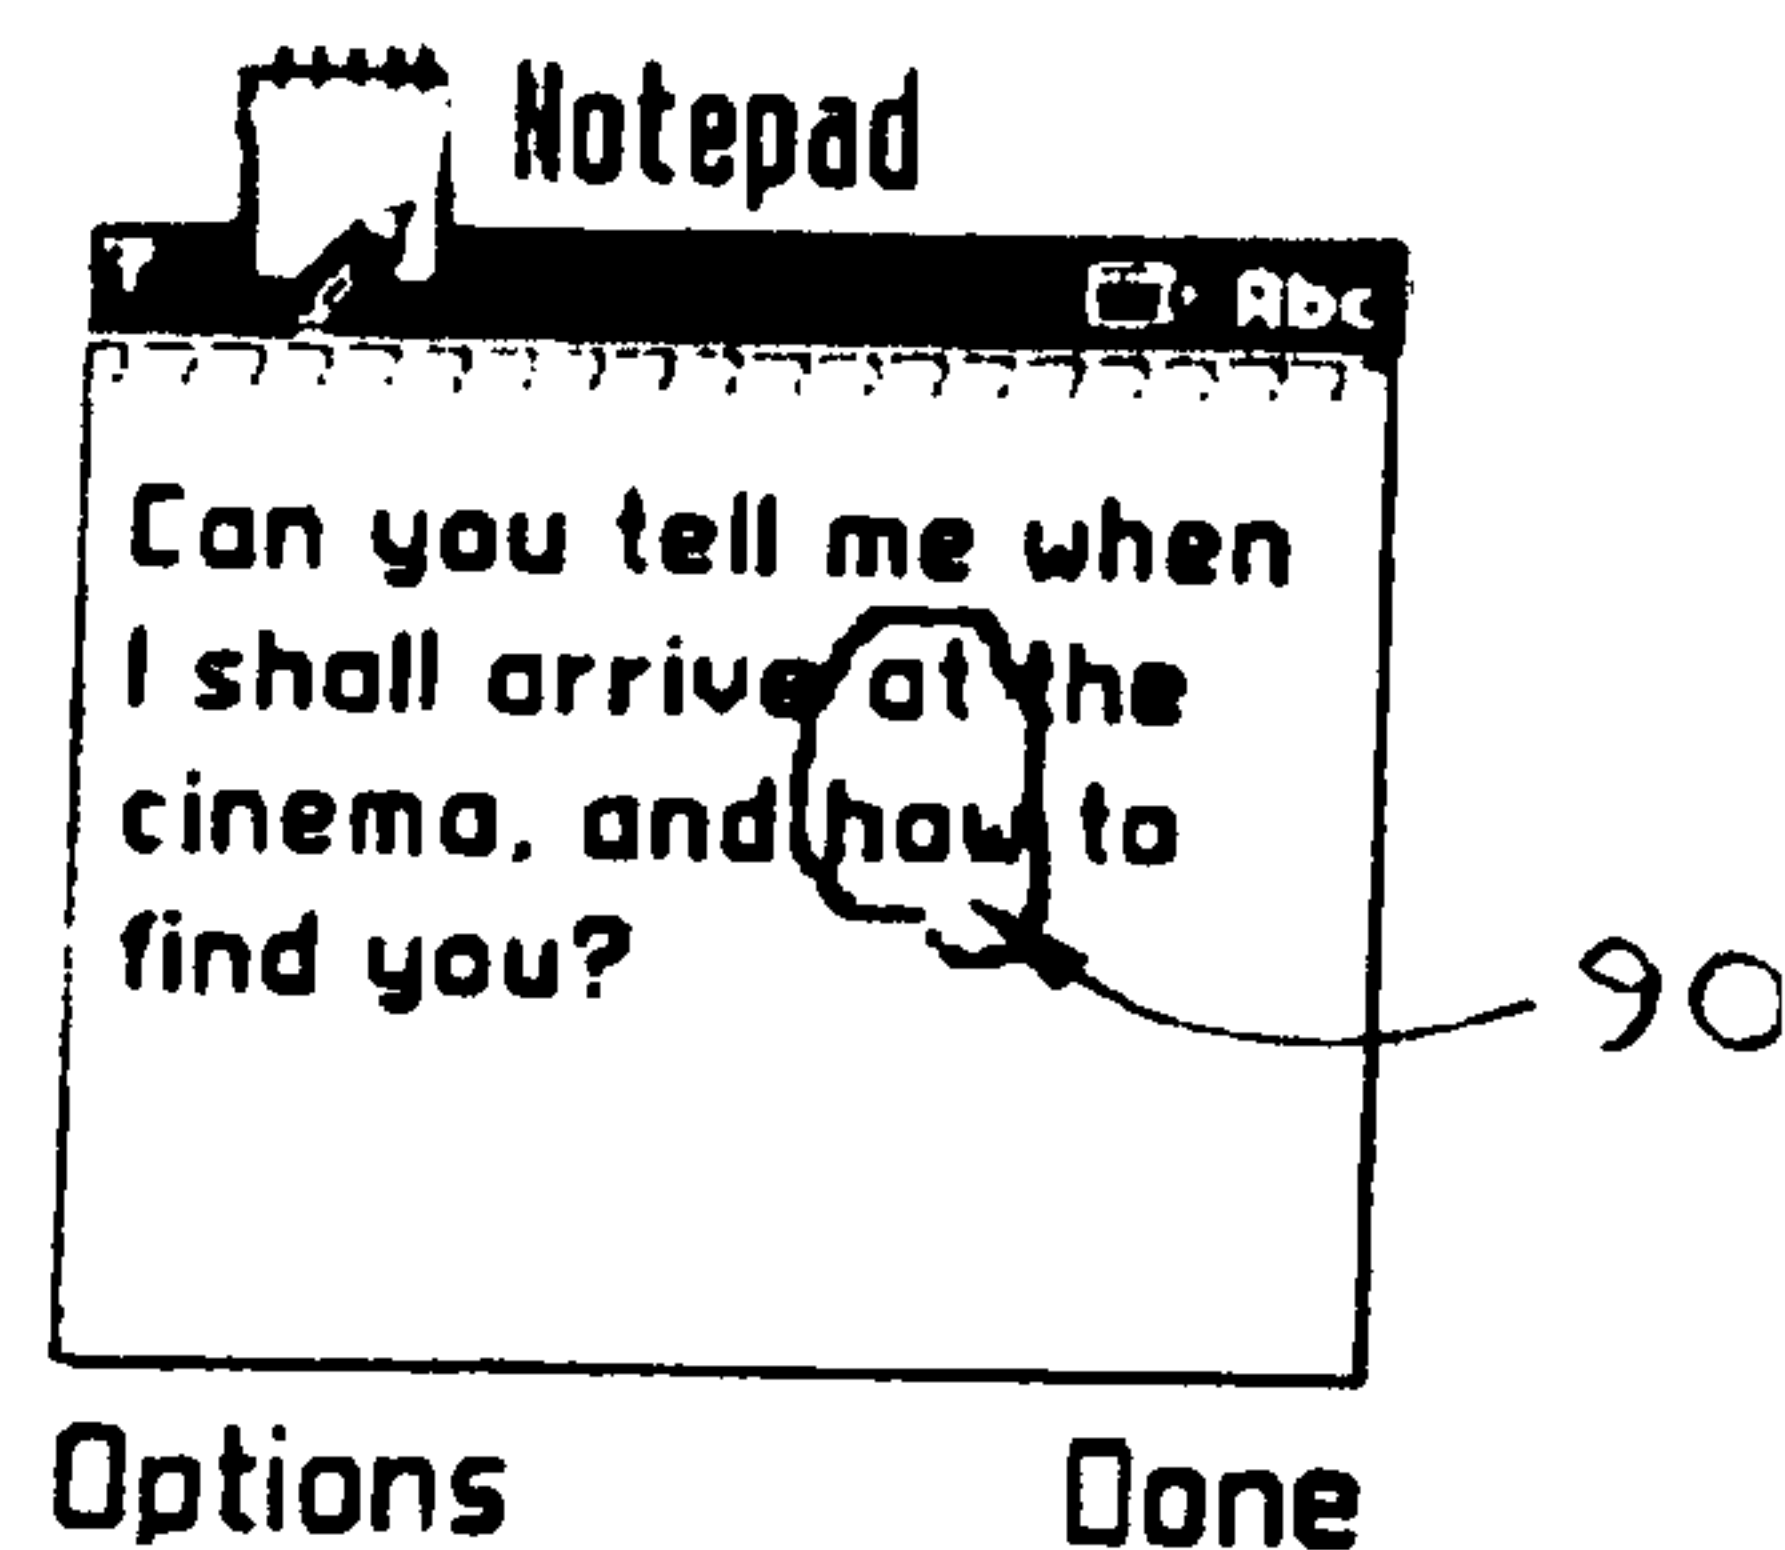 Notepad
Abc
Can you tell me when
I shall arrive at the
cinema, and how to
find you?
90
Options
Done